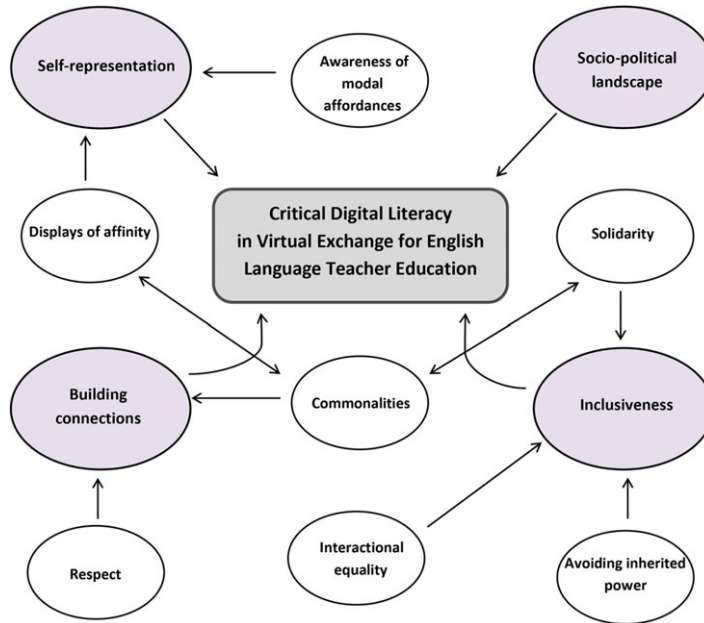 Self-representation
Awareness of
modal
affordances
Socio-political
landscape
Critical Digital Literacy
in Virtual Exchange for English
Language Teacher Education
Displays of affinity
Solidarity
Building
connections
Commonalities
Inclusiveness
Respect
Interactional
equality
Avoiding inherited
power